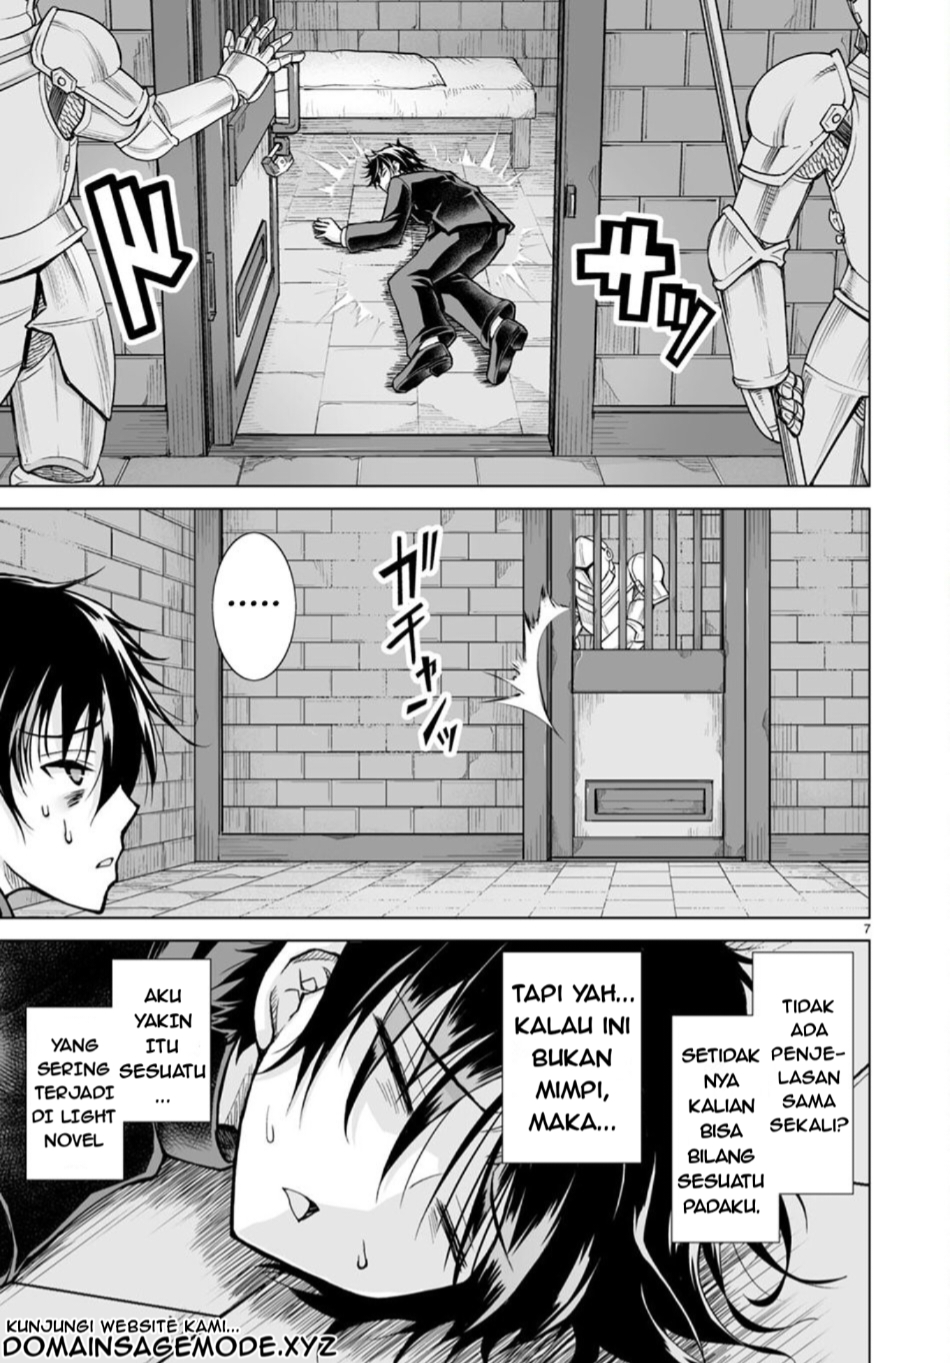 ドッ
ザッ
ガチャンッ
.....
7
TIDAK
ADA
PENJE-
LASAN
SAMA
SEKALI?
SETIDAK
NYA
KALIAN
BISA
BILANG
SESUATU
PADAKU.
TAPI YAH...
KALAU INI
BUKAN
MIMPI,
MAKA...
AKU
YAKIN
ITU
SESUATU
...
YANG
SERING
TERJADI
DI LIGHT
NOVEL
KUNJUNGI WEBSITE KAMI...
DOMAINSAGEMODE.XYZ